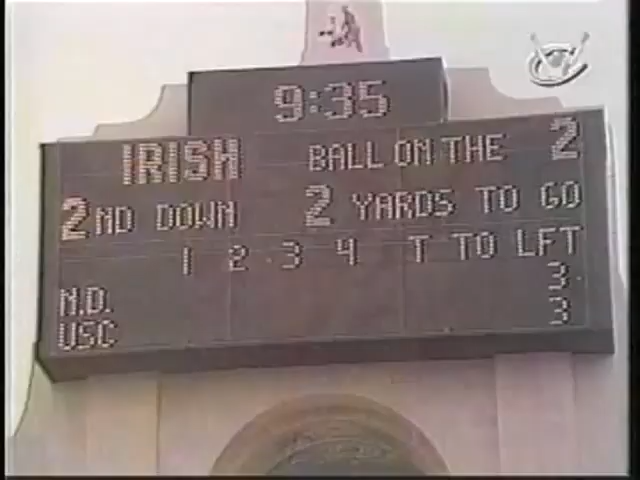 9:35
IRISH BALL ON THE 2
2ND DOWN 2 YARDS TO GO
1 2 3 4 T T TO LFT
N.D. 3
USC 3